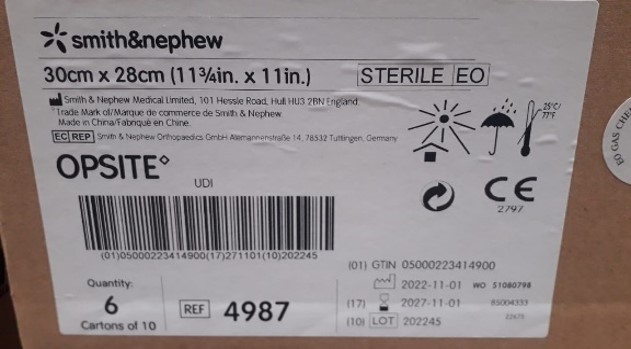 smith&nephew
30cm x 28cm (11¾in. x 11in.) STERILE EO
Smith & Nephew Medical Limited, 101 Hessle Road, Hull HU3 2BN England
°Trade Mark of/Marque de commerce de Smith & Nephew
Made in China/Fabriqué en Chine.
EC REP Smith & Nephew Orthopaedics GmbH Alemannenstraße 14, 78532 Tuttlingen, Germany
25°C/
77°F
OPSITE°
UDI
CE
2797
(01)05000223414900(17)271101(10)202245
(01) GTIN 05000223414900
2022-11-01 WO 51080798
(17) 2027-11-01 85004333
(10) LOT 202245 22675
Quantity:
6
Cartons of 10
REF 4987
EO GAS CHE